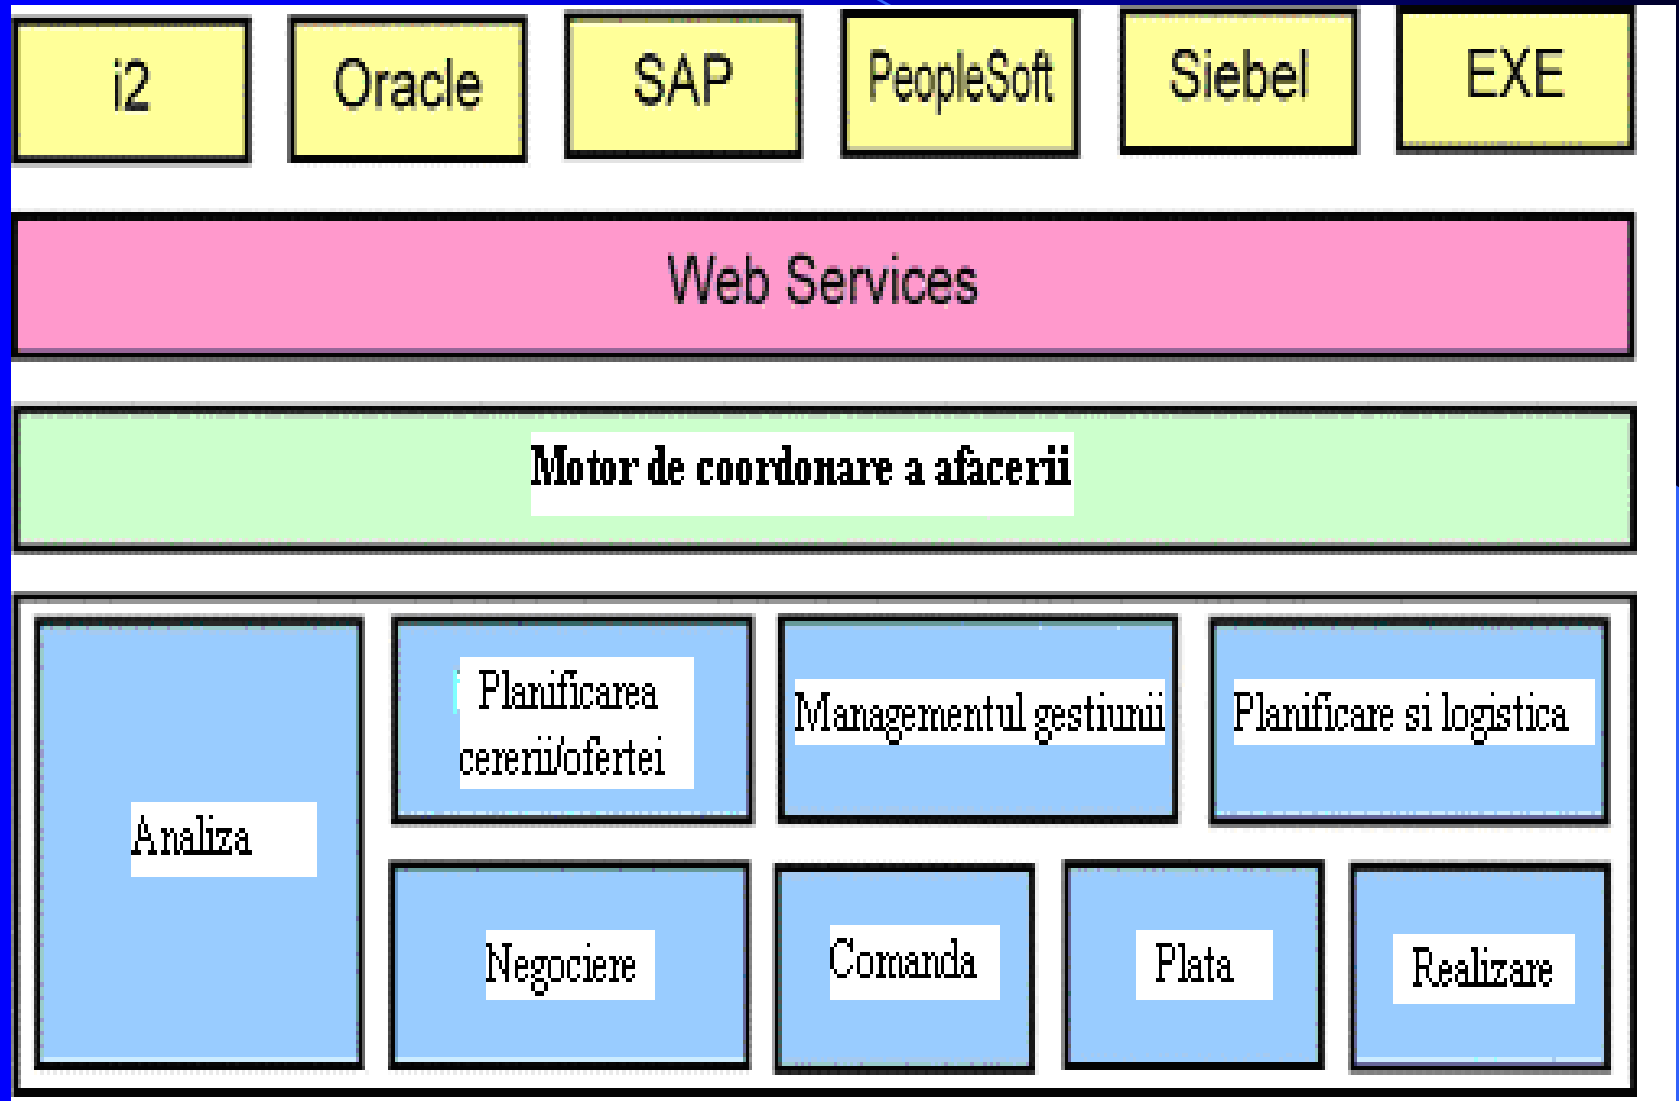 i2
Oracle
SAP
PeopleSoft
Siebel
EXE
Web Services
Motor de coordonare a afacerii
Analiza
Planificarea
cererii/ofertei
Managementul gestiunii
Planificare si logistica
Negociere
Comanda
Plata
Realizare